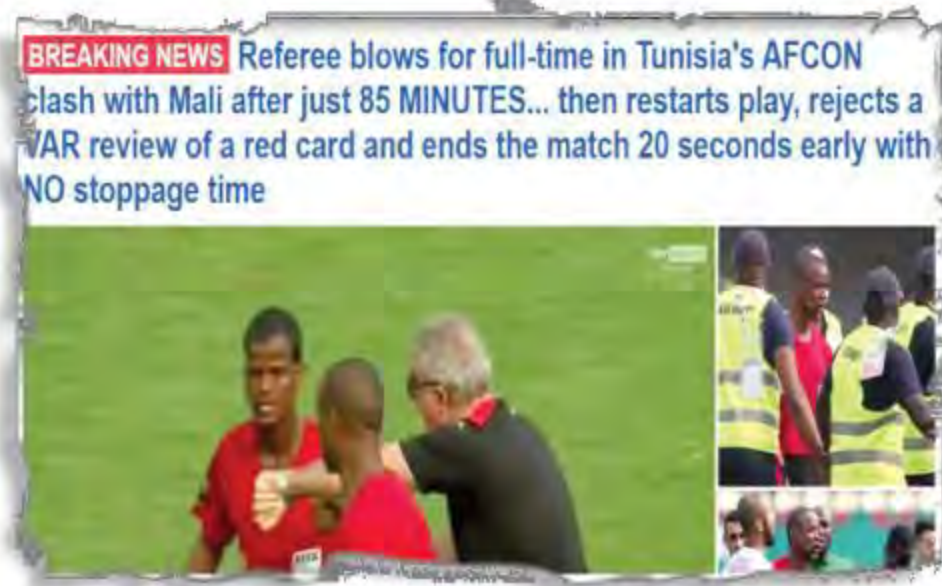 BREAKING NEWS Referee blows for full-time in Tunisia's AFCON
clash with Mali after just 85 MINUTES... then restarts play, rejects a
VAR review of a red card and ends the match 20 seconds early with
NO stoppage time